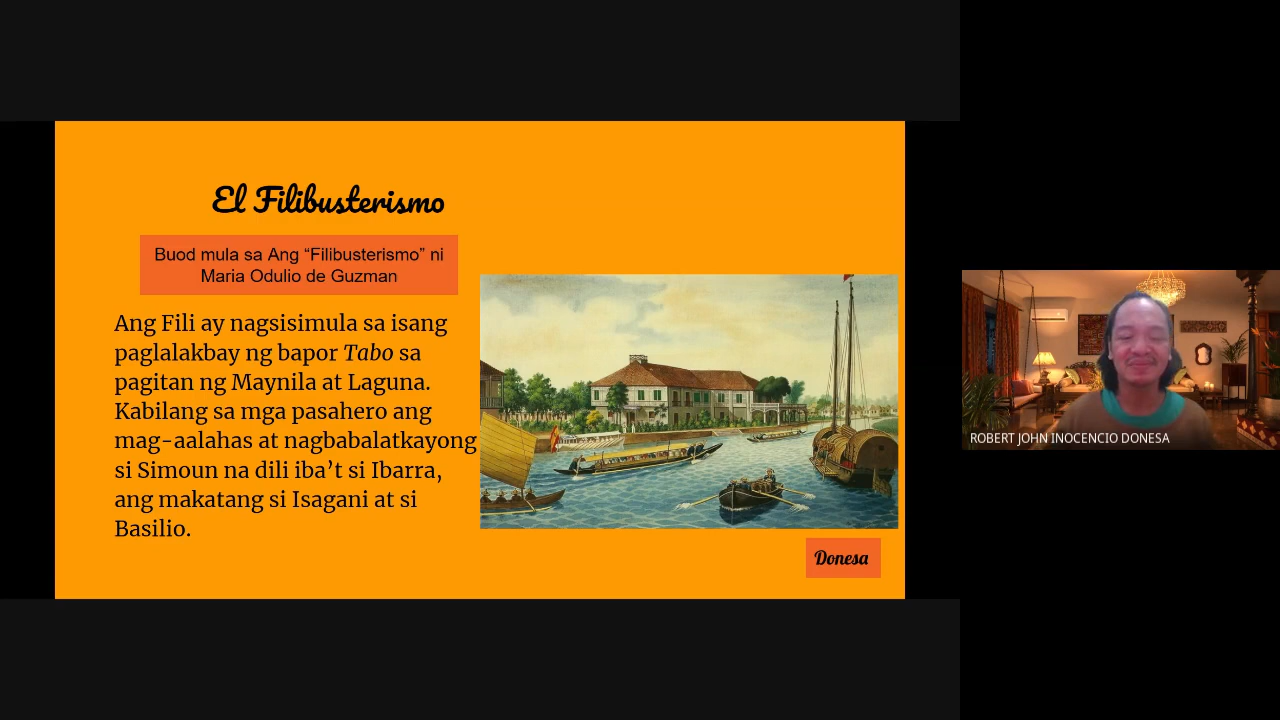 El Filibusterismo
Buod mula sa Ang “Filibusterismo” ni
Maria Odulio de Guzman
Ang Fili ay nagsisimula sa isang
paglalakbay ng bapor Tabo sa
pagitan ng Maynila at Laguna.
Kabilang sa mga pasahero ang
mag-aalahas at nagbabalatkayong
si Simoun na dili iba’t si Ibarra,
ang makatang si Isagani at si
Basilio.
Donesa
ROBERT JOHN INOCENCIO DONESA